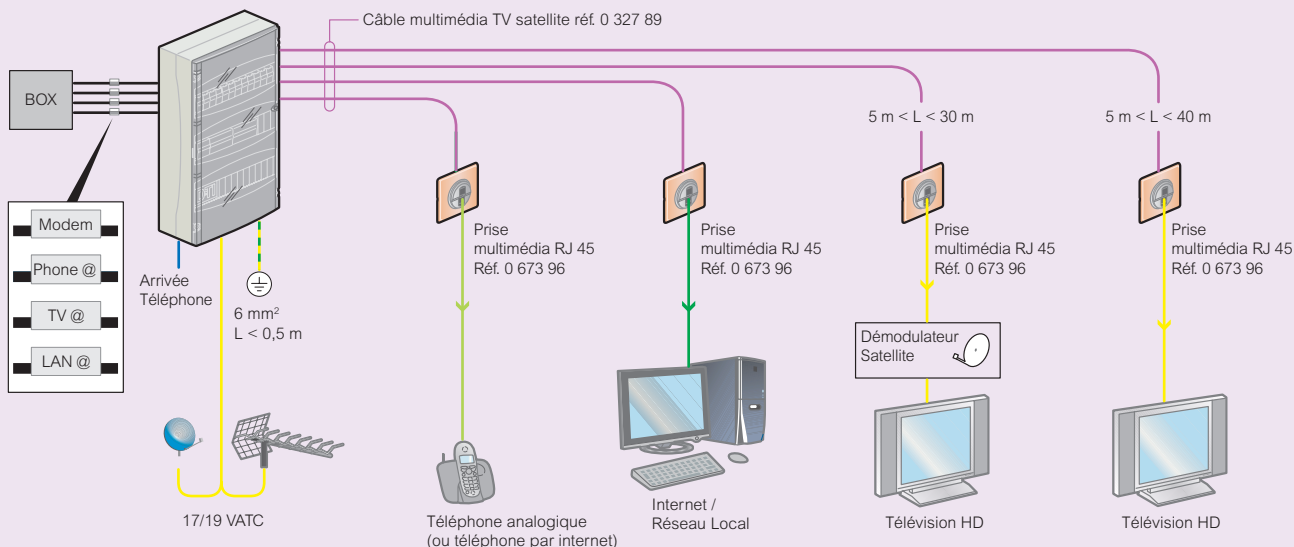 Câble multimédia TV satellite réf. 0 327 89
BOX
5 m < L < 30 m
5 m < L < 40 m
Modem
Phone @
TV @
LAN @
Arrivée
Téléphone
6 mm²
L < 0,5 m
Prise
multimédia RJ 45
Réf. 0 673 96
Prise
multimédia RJ 45
Réf. 0 673 96
Prise
multimédia RJ 45
Réf. 0 673 96
Prise
multimédia RJ 45
Réf. 0 673 96
Démodulateur
Satellite
17/19 VATC
Téléphone analogique
(ou téléphone par internet)
Internet /
Réseau Local
Télévision HD
Télévision HD